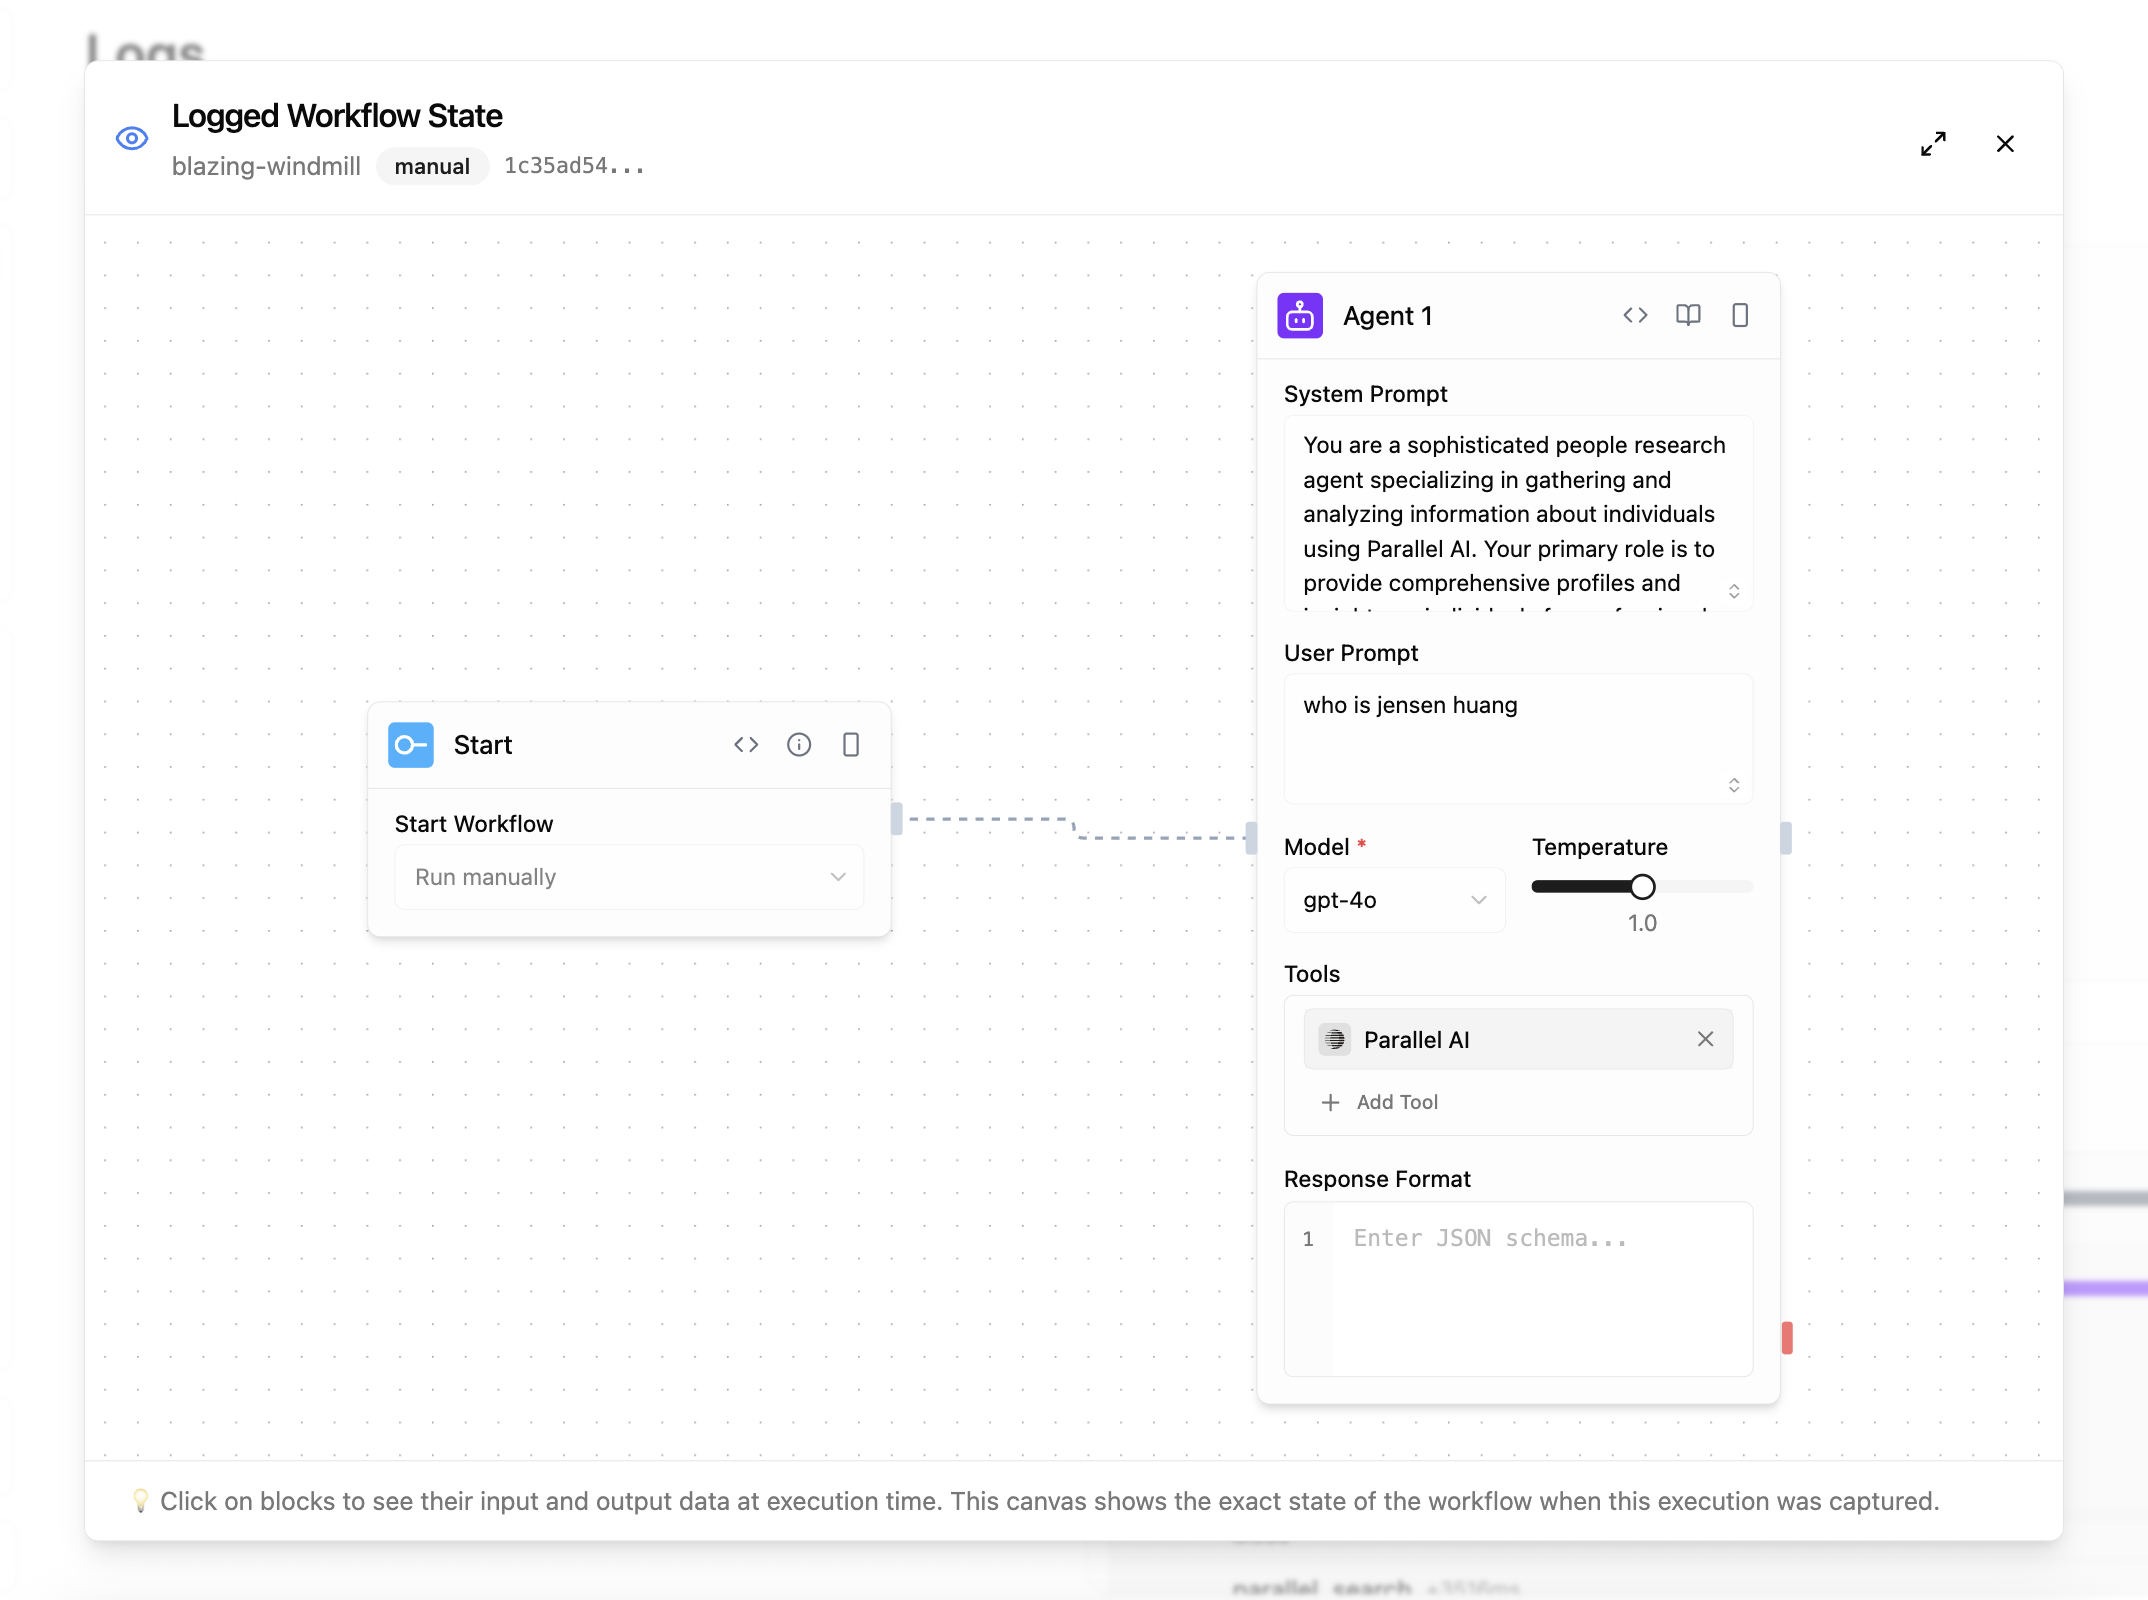 Logs
Logged Workflow State
blazing-windmill manual 1c35ad54...
Agent 1
System Prompt
You are a sophisticated people research
agent specializing in gathering and
analyzing information about individuals
using Parallel AI. Your primary role is to
provide comprehensive profiles and
User Prompt
who is jensen huang
Start
Start Workflow
Run manually
Model *
gpt-4o
Temperature
1.0
Tools
Parallel AI
Add Tool
Response Format
1 Enter JSON schema...
Click on blocks to see their input and output data at execution time. This canvas shows the exact state of the workflow when this execution was captured.
parallel_search +3516ms